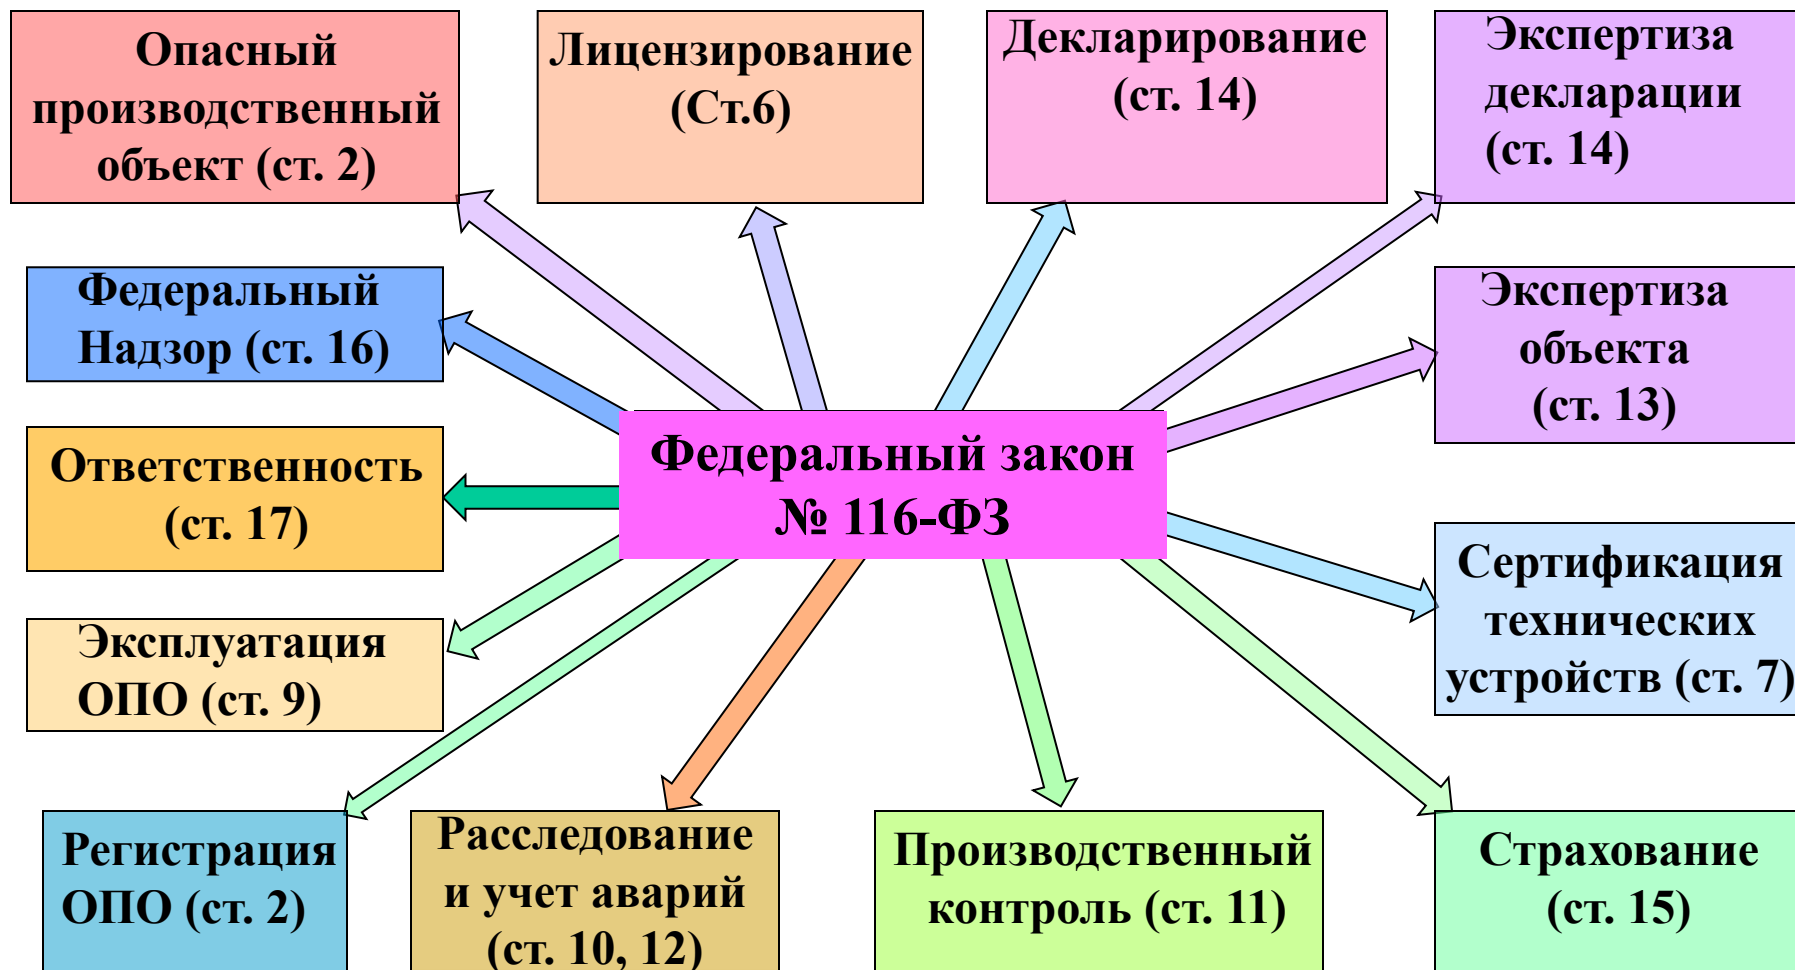 Опасный
производственный
объект (ст. 2)
Лицензирование
(Ст.6)
Декларирование
(ст. 14)
Экспертиза
декларации
(ст. 14)
Федеральный
Надзор (ст. 16)
Экспертиза
объекта
(ст. 13)
Ответственность
(ст. 17)
Федеральный закон
№ 116-ФЗ
Сертификация
технических
устройств (ст. 7)
Эксплуатация
ОПО (ст. 9)
Регистрация
ОПО (ст. 2)
Расследование
и учет аварий
(ст. 10, 12)
Производственный
контроль (ст. 11)
Страхование
(ст. 15)